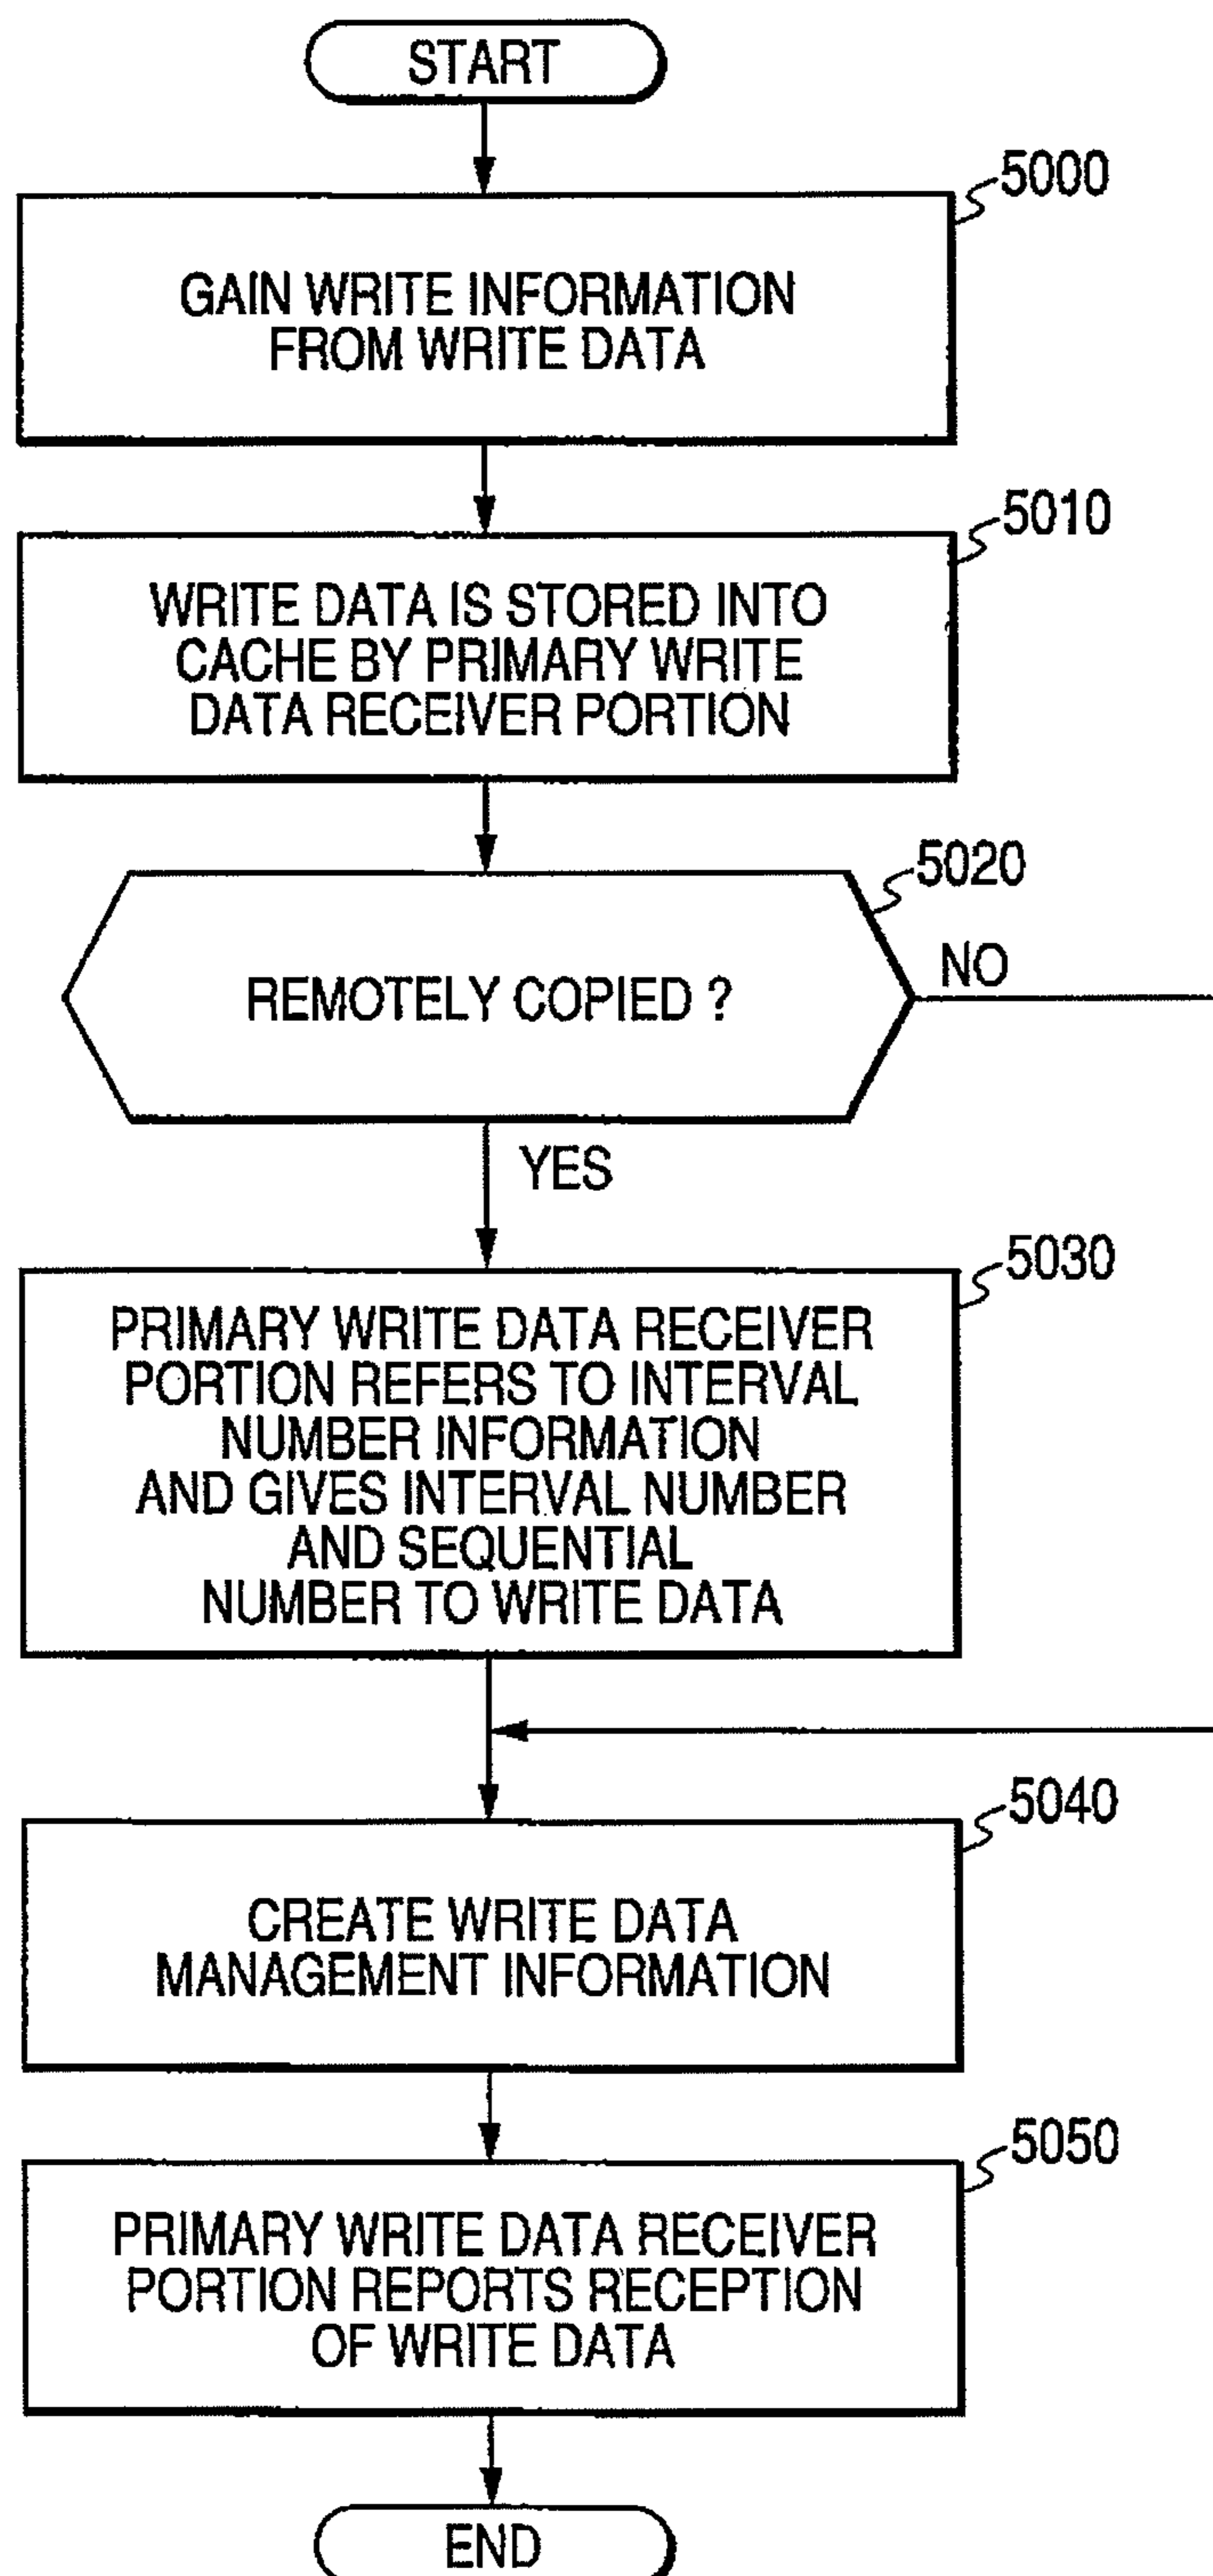 START
5000
GAIN WRITE INFORMATION
FROM WRITE DATA
5010
WRITE DATA IS STORED INTO
CACHE BY PRIMARY WRITE
DATA RECEIVER PORTION
5020
REMOTELY COPIED ?
NO
YES
5030
PRIMARY WRITE DATA RECEIVER
PORTION REFERS TO INTERVAL
NUMBER INFORMATION
AND GIVES INTERVAL NUMBER
AND SEQUENTIAL
NUMBER TO WRITE DATA
5040
CREATE WRITE DATA
MANAGEMENT INFORMATION
5050
PRIMARY WRITE DATA RECEIVER
PORTION REPORTS RECEPTION
OF WRITE DATA
END